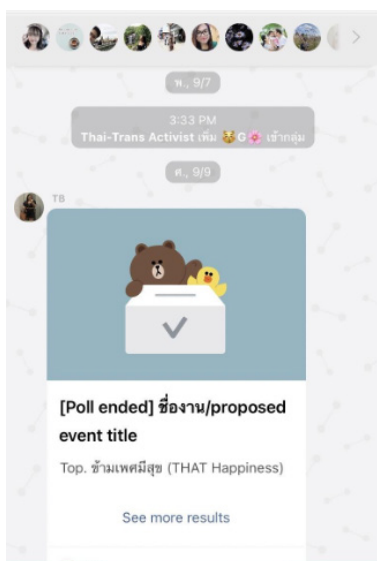 พ., 9/7
3:33 PM
Thai-Trans Activist เพิ่ม 😽G🌸 เข้ากลุ่ม
ศ., 9/9
TB
[Poll ended] ชื่องาน/proposed
event title
Top. ข้ามเพศมีสุข (THAT Happiness)
See more results